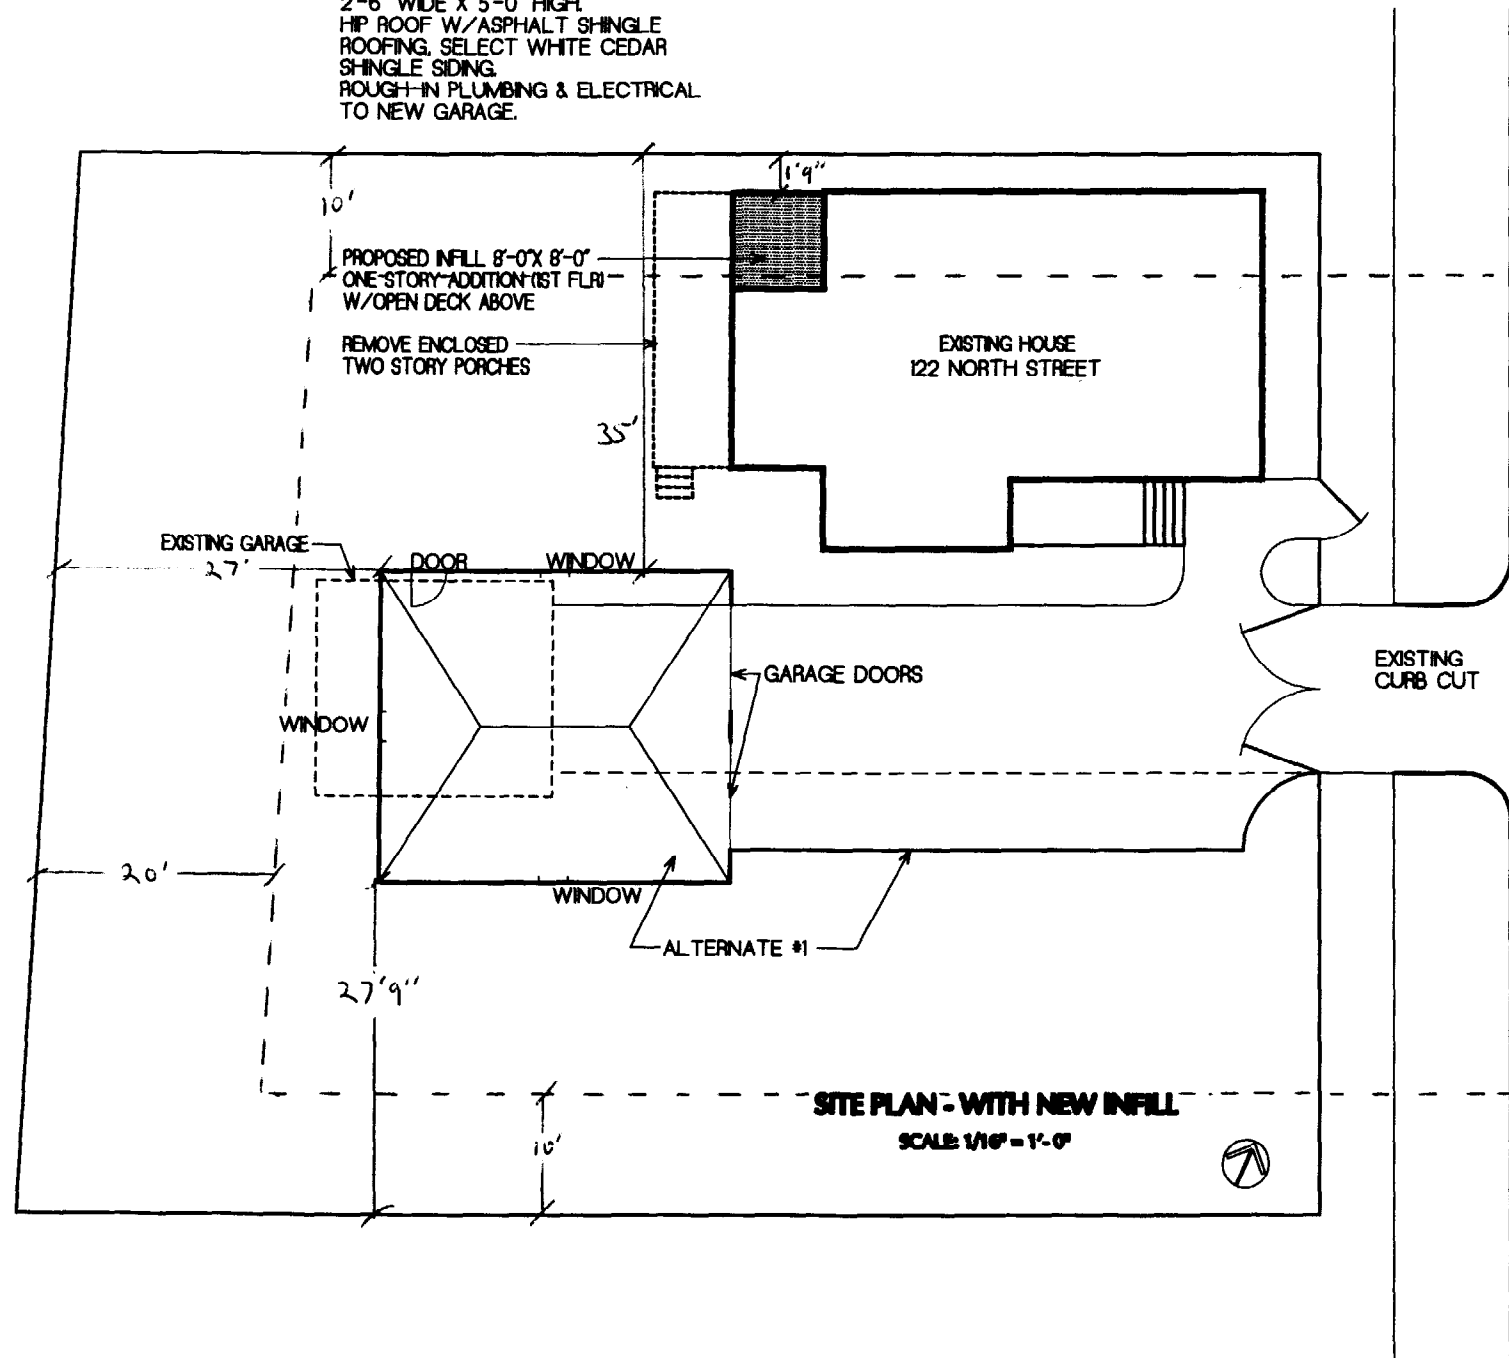 2'-6" WIDE X 5'-0" HIGH.
HIP ROOF W/ASPHALT SHINGLE
ROOFING. SELECT WHITE CEDAR
SHINGLE SIDING.
ROUGH-IN PLUMBING & ELECTRICAL
TO NEW GARAGE.
1'9"
10'
PROPOSED INFILL 8'-0"X 8'-0"
ONE STORY ADDITION (1ST FLR)
W/OPEN DECK ABOVE
REMOVE ENCLOSED
TWO STORY PORCHES
EXISTING HOUSE
122 NORTH STREET
35'
EXISTING GARAGE
27'
DOOR
WINDOW
GARAGE DOORS
EXISTING
CURB CUT
WINDOW
20'
WINDOW
ALTERNATE #1
27'9"
SITE PLAN - WITH NEW INFILL
SCALE: 1/16" = 1'-0"
10'